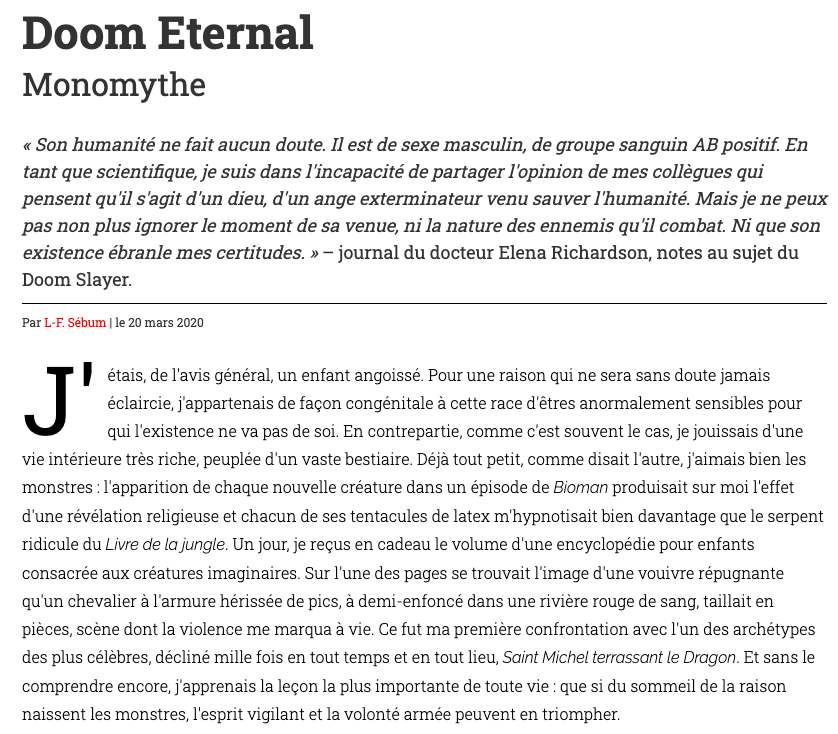 Doom Eternal
Monomythe
« Son humanité ne fait aucun doute. Il est de sexe masculin, de groupe sanguin AB positif. En
tant que scientifique, je suis dans l'incapacité de partager l'opinion de mes collègues qui
pensent qu'il s'agit d'un dieu, d'un ange exterminateur venu sauver l'humanité. Mais je ne peux
pas non plus ignorer le moment de sa venue, ni la nature des ennemis qu'il combat. Ni que son
existence ébranle mes certitudes. » – journal du docteur Elena Richardson, notes au sujet du
Doom Slayer.
Par L-F. Sébum | le 20 mars 2020
J'étais, de l'avis général, un enfant angoissé. Pour une raison qui ne sera sans doute jamais
éclaircie, j'appartenais de façon congénitale à cette race d'êtres anormalement sensibles pour
qui l'existence ne va pas de soi. En contrepartie, comme c'est souvent le cas, je jouissais d'une
vie intérieure très riche, peuplée d'un vaste bestiaire. Déjà tout petit, comme disait l'autre, j'aimais bien les
monstres : l'apparition de chaque nouvelle créature dans un épisode de Bioman produisait sur moi l'effet
d'une révélation religieuse et chacun de ses tentacules de latex m'hypnotisait bien davantage que le serpent
ridicule du Livre de la jungle. Un jour, je reçus en cadeau le volume d'une encyclopédie pour enfants
consacrée aux créatures imaginaires. Sur l'une des pages se trouvait l'image d'une vouivre répugnante
qu'un chevalier à l'armure hérissée de pics, à demi-enfoncé dans une rivière rouge de sang, taillait en
pièces, scène dont la violence me marqua à vie. Ce fut ma première confrontation avec l'un des archétypes
des plus célèbres, décliné mille fois en tout temps et en tout lieu, Saint Michel terrassant le Dragon. Et sans le
comprendre encore, j'apprenais la leçon la plus importante de toute vie : que si du sommeil de la raison
naissent les monstres, l'esprit vigilant et la volonté armée peuvent en triompher.